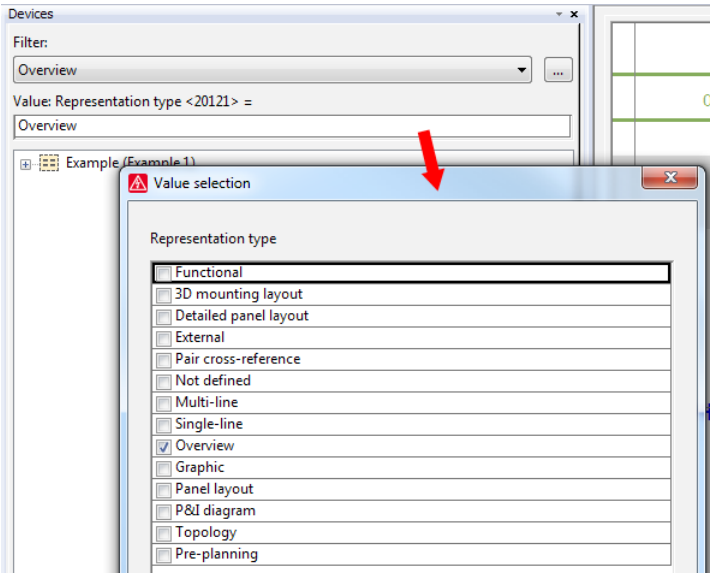 Devices
Filter:
Overview
...
Value: Representation type <20121> =
Overview
Example (Example 1)
Value selection
Representation type
Functional
3D mounting layout
Detailed panel layout
External
Pair cross-reference
Not defined
Multi-line
Single-line
Overview
Graphic
Panel layout
P&I diagram
Topology
Pre-planning